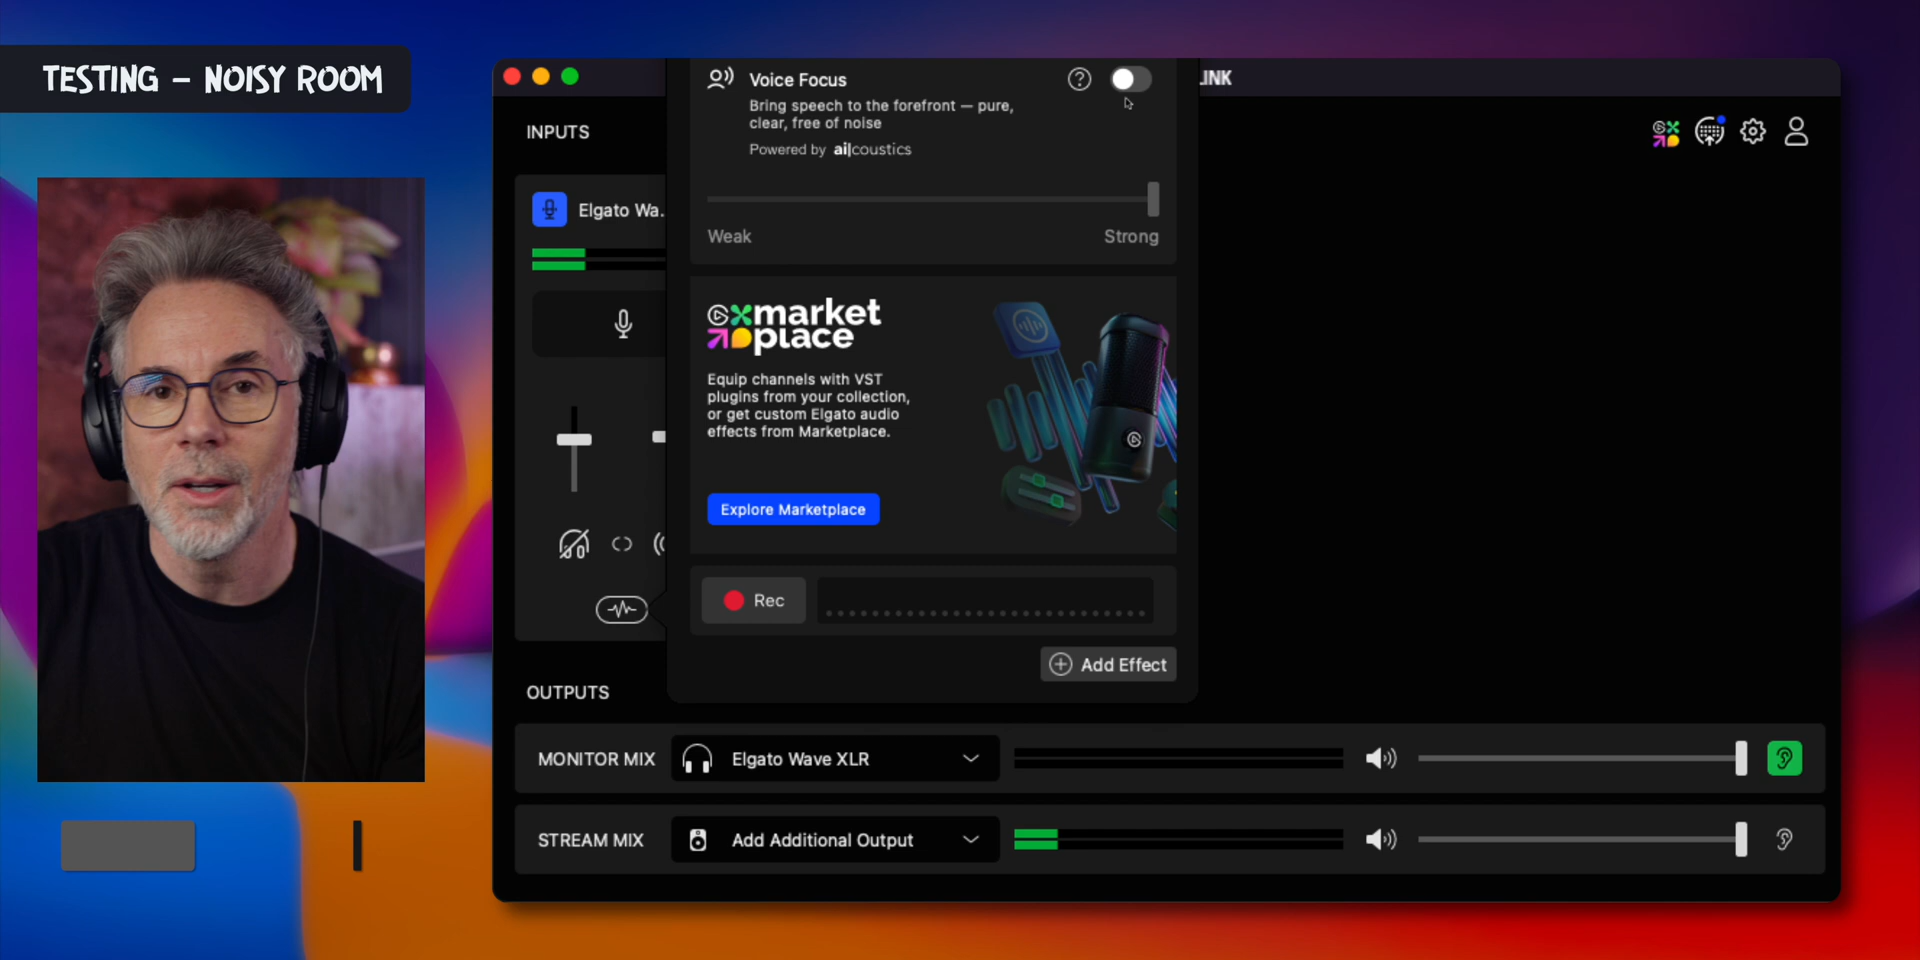 TESTING – NOISY ROOM
LINK
INPUTS
Elgato Wa...
Voice Focus
Bring speech to the forefront — pure,
clear, free of noise
Powered by ai|coustics
Weak
Strong
market
place
Equip channels with VST
plugins from your collection,
or get custom Elgato audio
effects from Marketplace.
Explore Marketplace
Rec
Add Effect
OUTPUTS
MONITOR MIX
Elgato Wave XLR
STREAM MIX
Add Additional Output